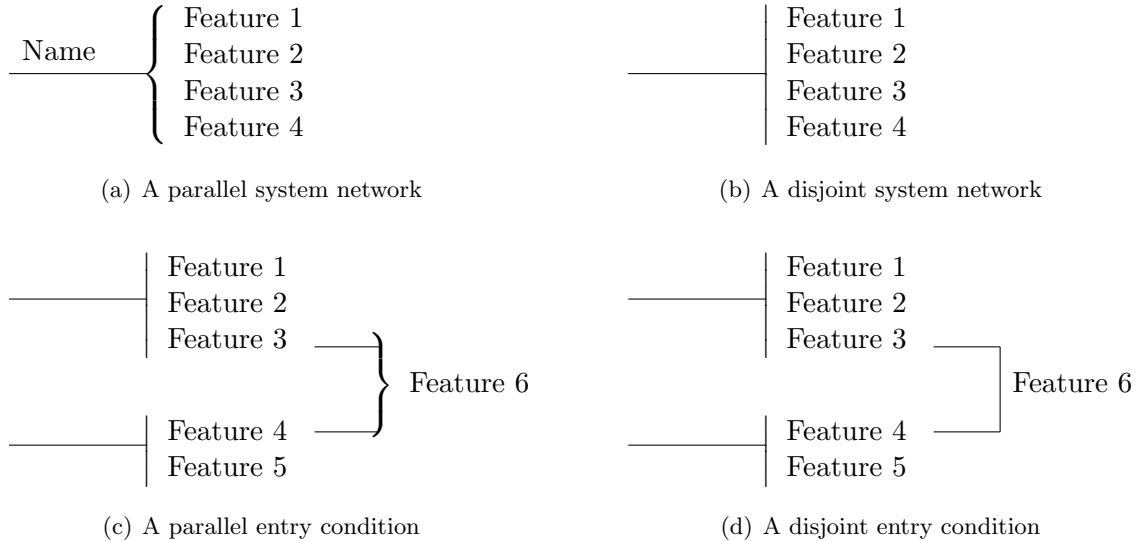 Name
Feature 1
Feature 2
Feature 3
Feature 4
(a) A parallel system network
Feature 1
Feature 2
Feature 3
Feature 4
(b) A disjoint system network
Feature 1
Feature 2
Feature 3
Feature 4
Feature 5
Feature 6
(c) A parallel entry condition
Feature 1
Feature 2
Feature 3
Feature 4
Feature 5
Feature 6
(d) A disjoint entry condition